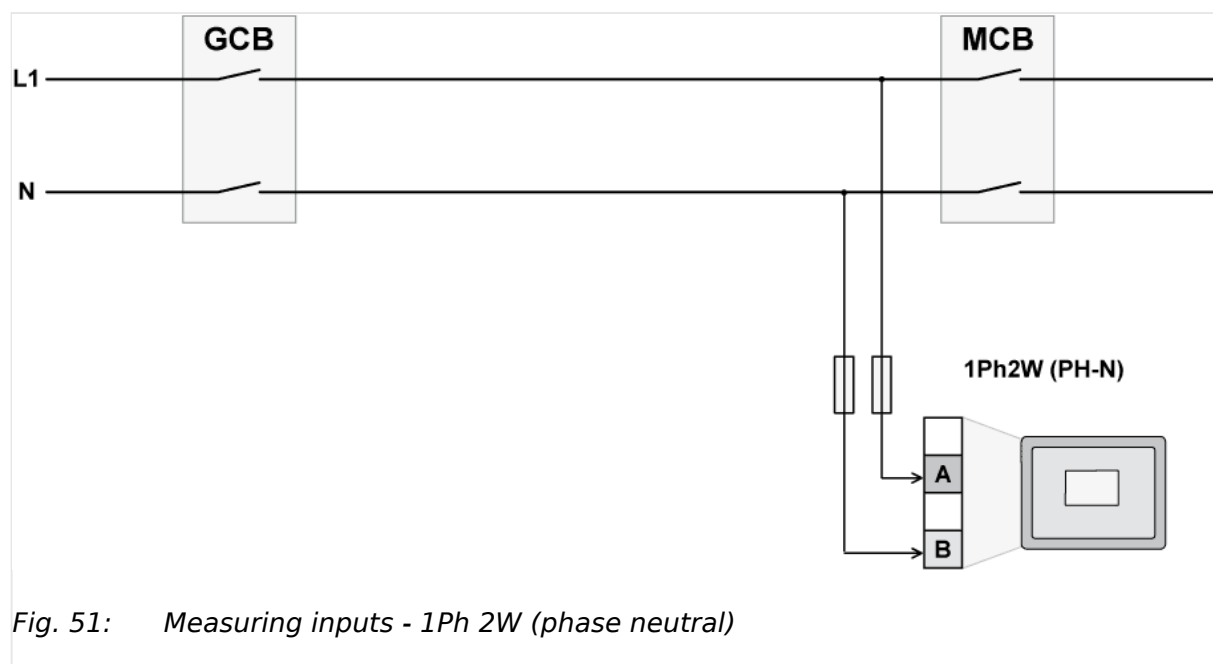 GCB
MCB
L1
N
1Ph2W (PH-N)
A
B
Fig. 51: Measuring inputs - 1Ph 2W (phase neutral)